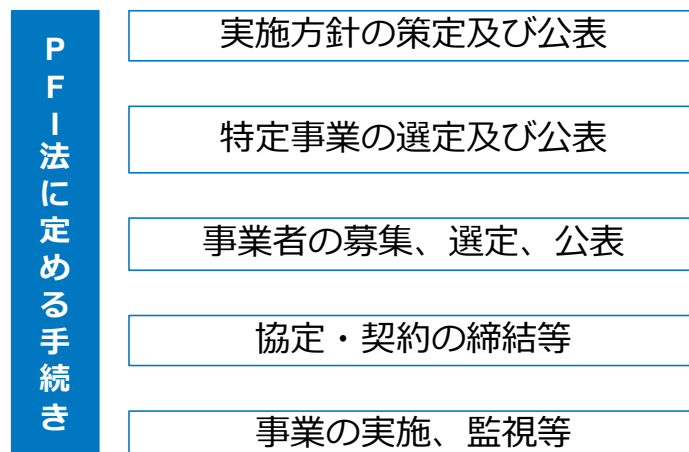 PFI法に定める手続き
実施方針の策定及び公表
特定事業の選定及び公表
事業者の募集、選定、公表
協定・契約の締結等
事業の実施、監視等